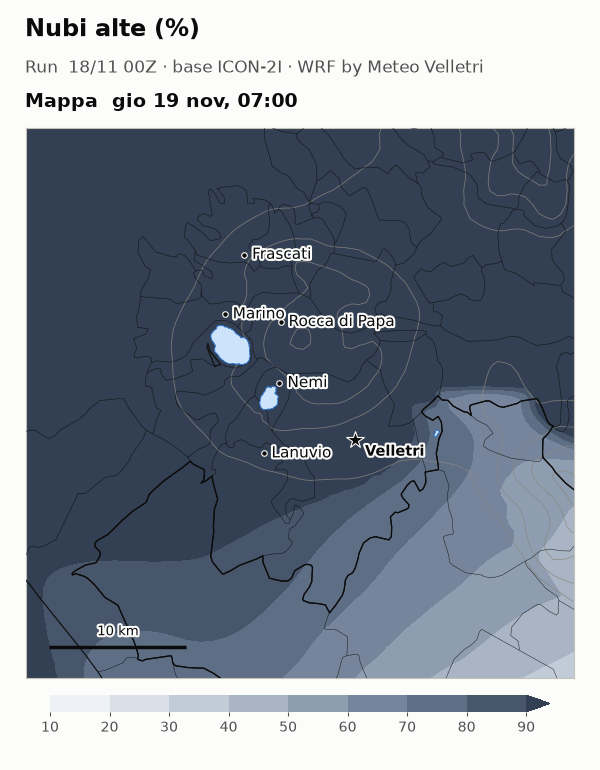 Nubi alte (%)
Run 18/11 00Z · base ICON-2I · WRF by Meteo Velletri
Mappa gio 19 nov, 07:00
Frascati
Marino
Rocca di Papa
Nemi
Velletri
Lanuvio
10 km
10 20 30 40 50 60 70 80 90